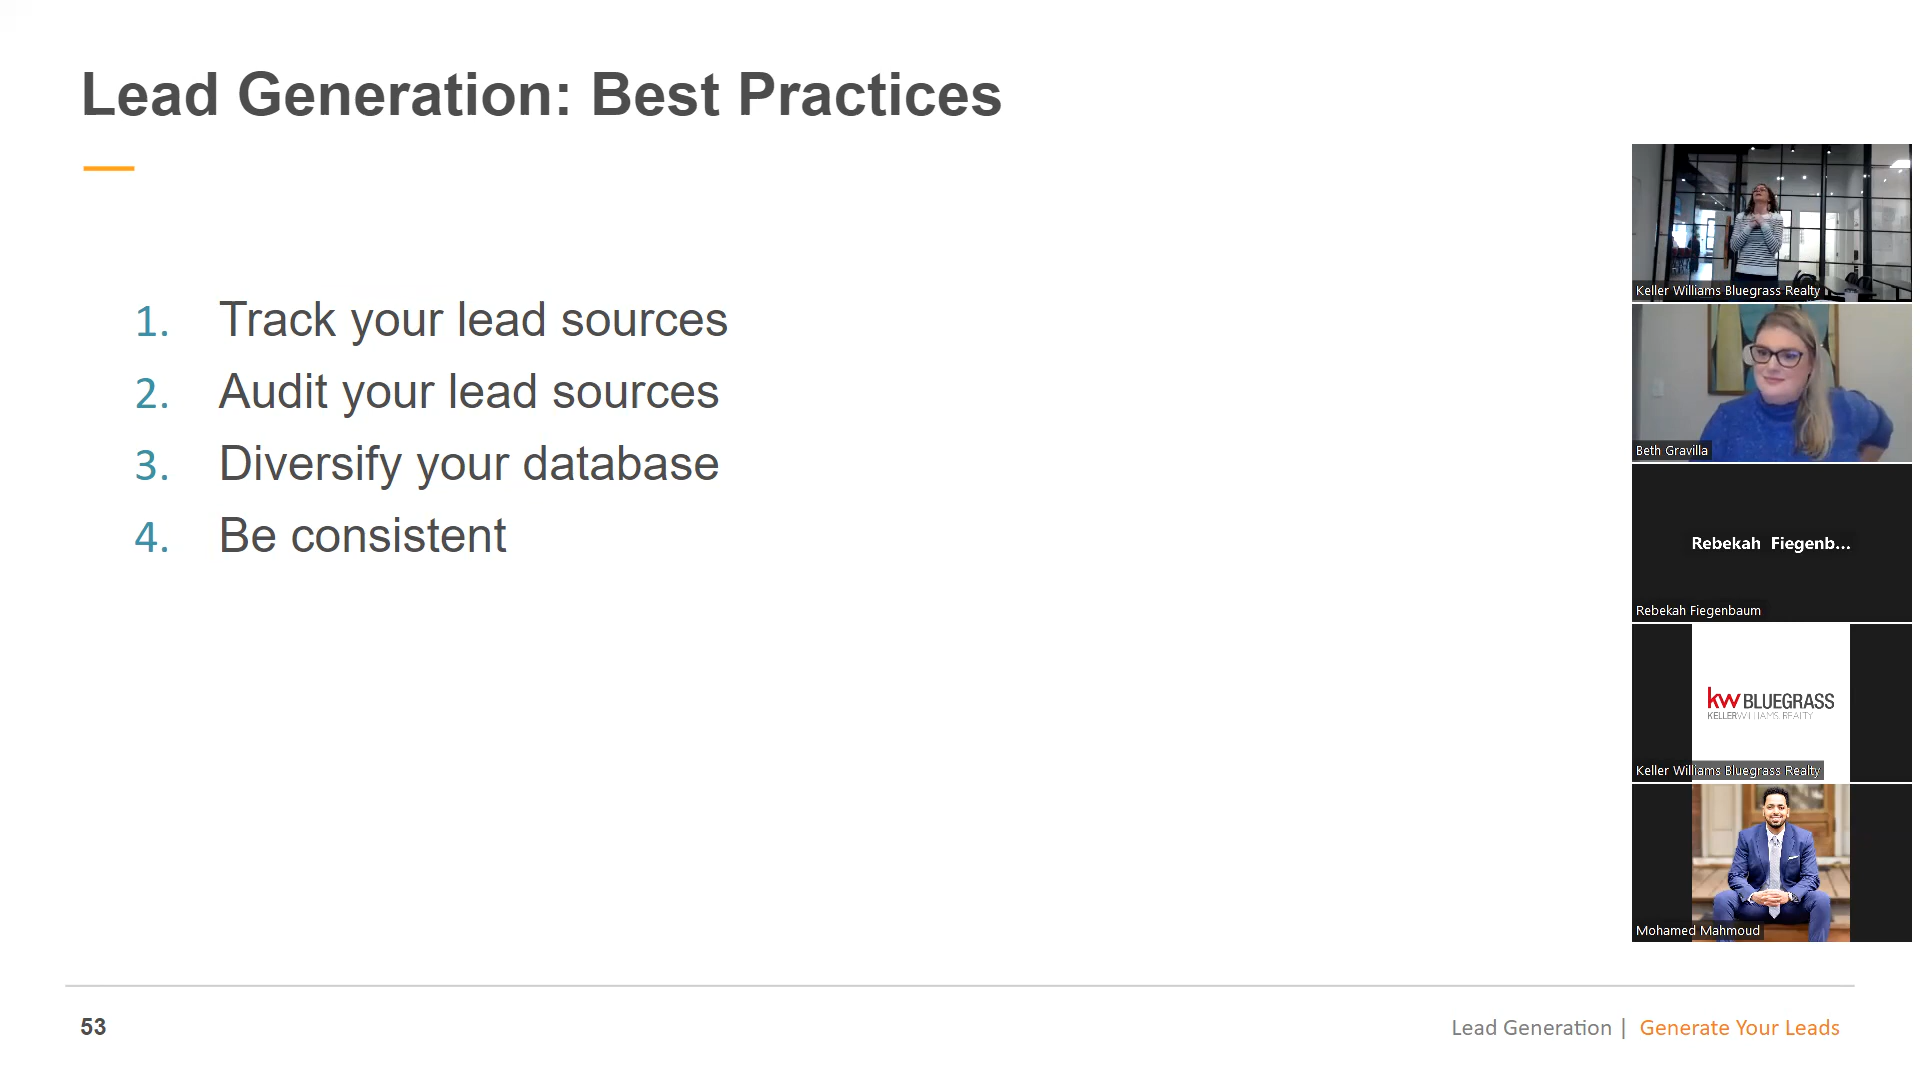 Lead Generation: Best Practices
1. Track your lead sources
2. Audit your lead sources
3. Diversify your database
4. Be consistent
Keller Williams Bluegrass Realty
Beth Gravilla
Rebekah Fiegenb...
Rebekah Fiegenbaum
kw BLUEGRASS
KELLERWILLIAMS. REALTY
Keller Williams Bluegrass Realty
Mohamed Mahmoud
53
Lead Generation | Generate Your Leads